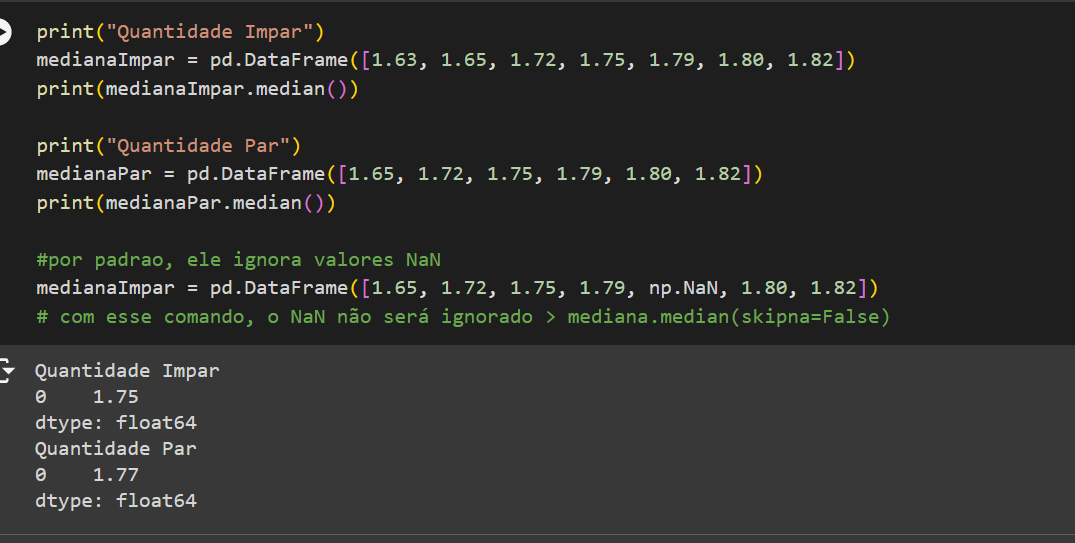 print("Quantidade Impar")
medianaImpar = pd.DataFrame([1.63, 1.65, 1.72, 1.75, 1.79, 1.80, 1.82])
print(medianaImpar.median())
print("Quantidade Par")
medianaPar = pd.DataFrame([1.65, 1.72, 1.75, 1.79, 1.80, 1.82])
print(medianaPar.median())
#por padrao, ele ignora valores NaN
medianaImpar = pd.DataFrame([1.65, 1.72, 1.75, 1.79, np.NaN, 1.80, 1.82])
# com esse comando, o NaN não será ignorado > mediana.median(skipna=False)
Quantidade Impar
0    1.75
dtype: float64
Quantidade Par
0    1.77
dtype: float64